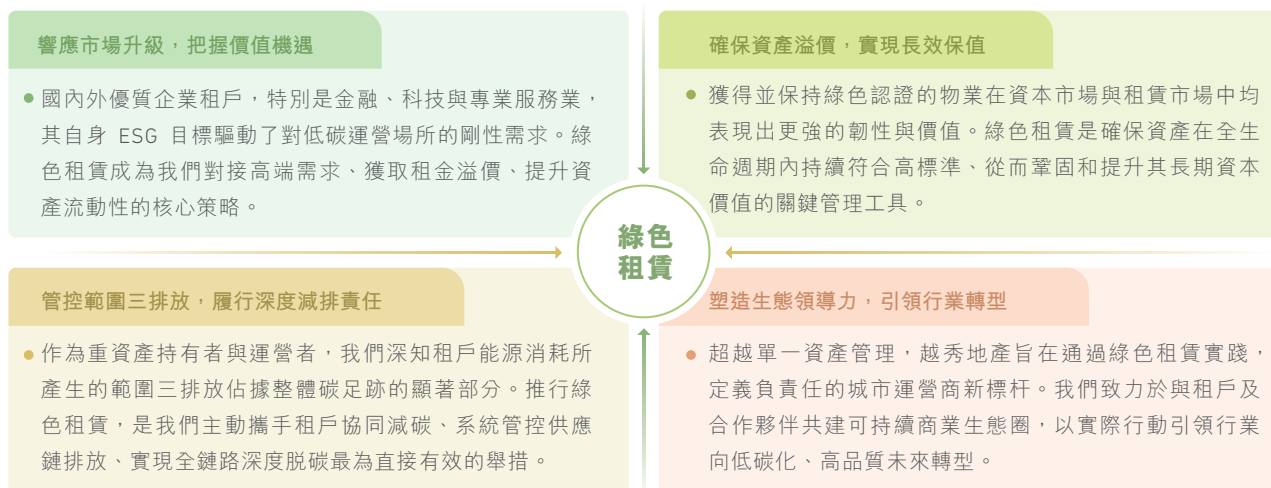 響應市場升級，把握價值機遇
國內外優質企業租戶，特別是金融、科技與專業服務業，
其自身 ESG 目標驅動了對低碳運營場所的剛性需求。綠
色租賃成為我們對接高端需求、獲取租金溢價、提升資
產流動性的核心策略。
確保資產溢價，實現長效保值
獲得並保持綠色認證的物業在資本市場與租賃市場中均
表現出更強的韌性與價值。綠色租賃是確保資產在全生
命週期內持續符合高標準、從而鞏固和提升其長期資本
價值的關鍵管理工具。
綠色
租賃
管控範圍三排放，履行深度減排責任
作為重資產持有者與運營者，我們深知租戶能源消耗所
產生的範圍三排放佔據整體碳足跡的顯著部分。推行綠
色租賃，是我們主動攜手租戶協同減碳、系統管控供應
鏈排放、實現全鏈路深度脫碳最為直接有效的舉措。
塑造生態領導力，引領行業轉型
超越單一資產管理，越秀地產旨在通過綠色租賃實踐，
定義負責任的城市運營商新標杆。我們致力於與租戶及
合作夥伴共建可持續商業生態圈，以實際行動引領行業
向低碳化、高品質未來轉型。